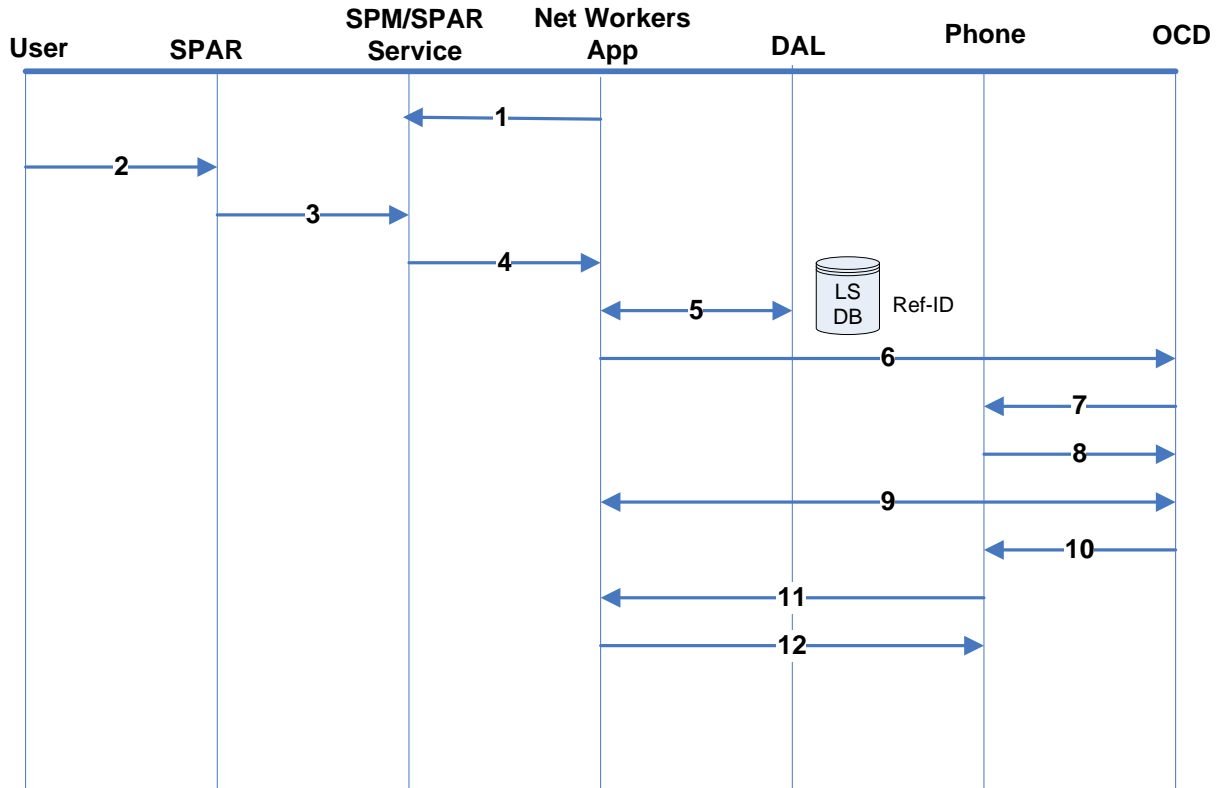 User
SPAR
SPM/SPAR
Service
Net Workers
App
DAL
Phone
OCD
1
2
3
4
5
LS
DB
Ref-ID
6
7
8
9
10
11
12